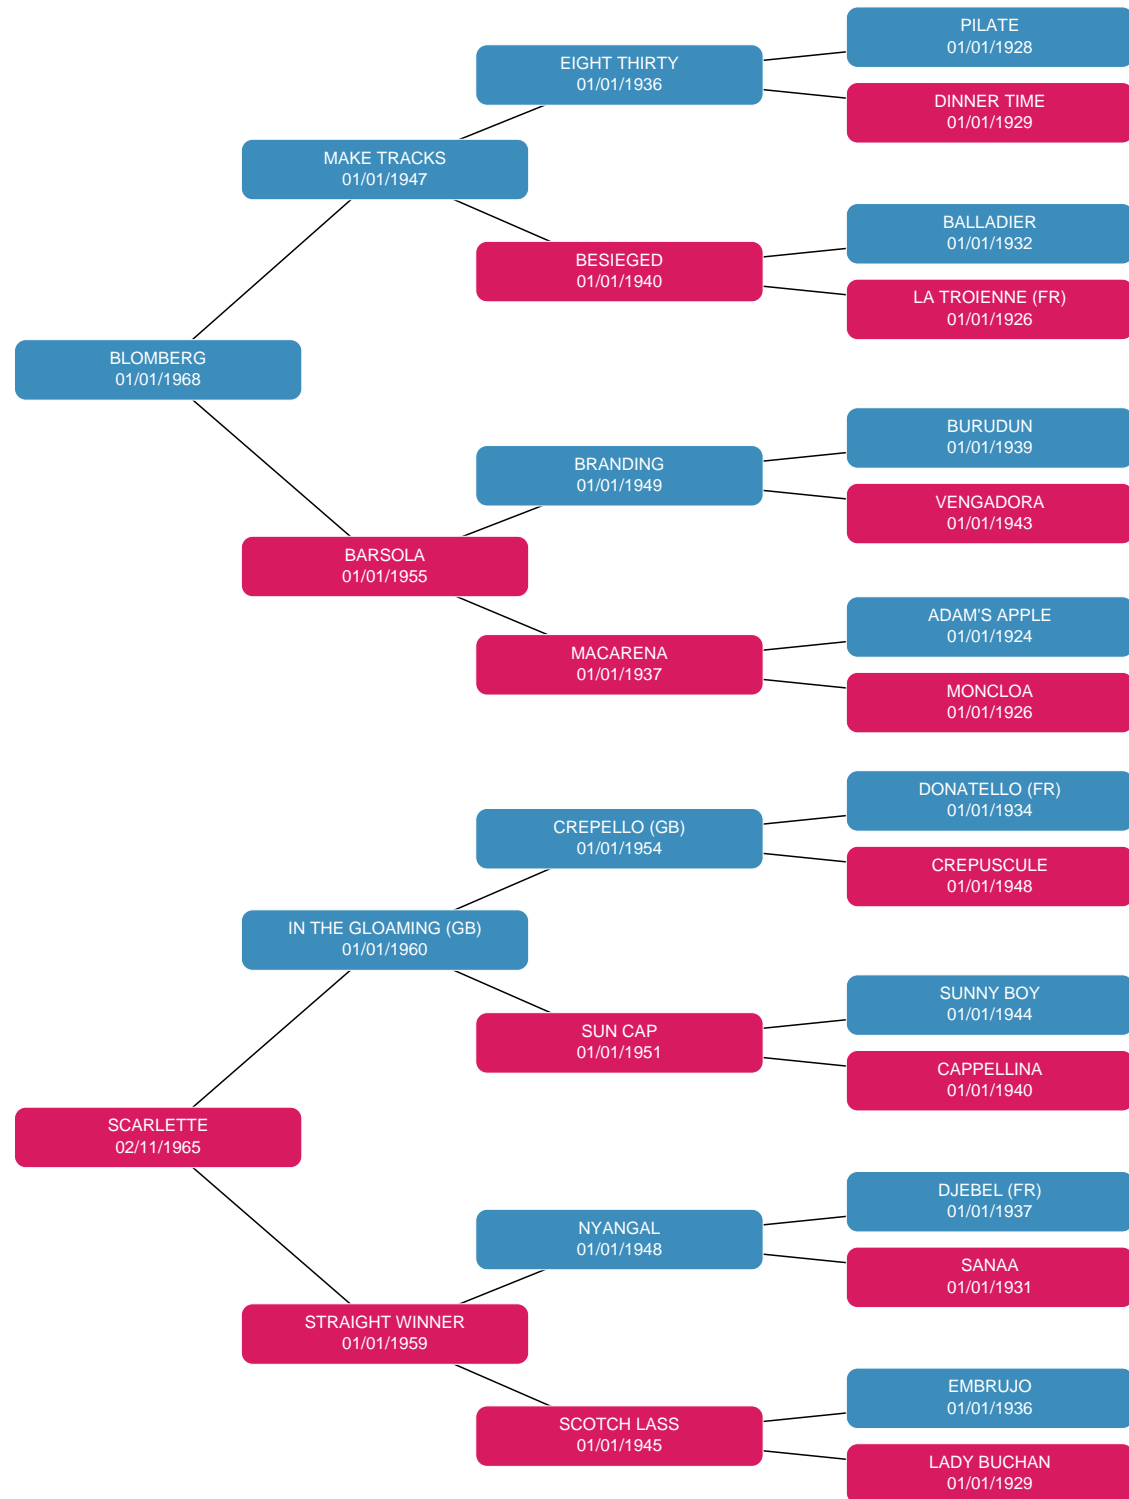 PILATE
01/01/1928
EIGHT THIRTY
01/01/1936
DINNER TIME
01/01/1929
MAKE TRACKS
01/01/1947
BALLADIER
01/01/1932
BESIEGED
01/01/1940
LA TROIENNE (FR)
01/01/1926
BLOMBERG
01/01/1968
BURUDUN
01/01/1939
BRANDING
01/01/1949
VENGADORA
01/01/1943
BARSOLA
01/01/1955
ADAM'S APPLE
01/01/1924
MACARENA
01/01/1937
MONCLOA
01/01/1926
DONATELLO (FR)
01/01/1934
CREPELLO (GB)
01/01/1954
CREPUSCULE
01/01/1948
IN THE GLOAMING (GB)
01/01/1960
SUNNY BOY
01/01/1944
SUN CAP
01/01/1951
CAPPELLINA
01/01/1940
SCARLETTE
02/11/1965
DJEBEL (FR)
01/01/1937
NYANGAL
01/01/1948
SANAA
01/01/1931
STRAIGHT WINNER
01/01/1959
EMBRUJO
01/01/1936
SCOTCH LASS
01/01/1945
LADY BUCHAN
01/01/1929